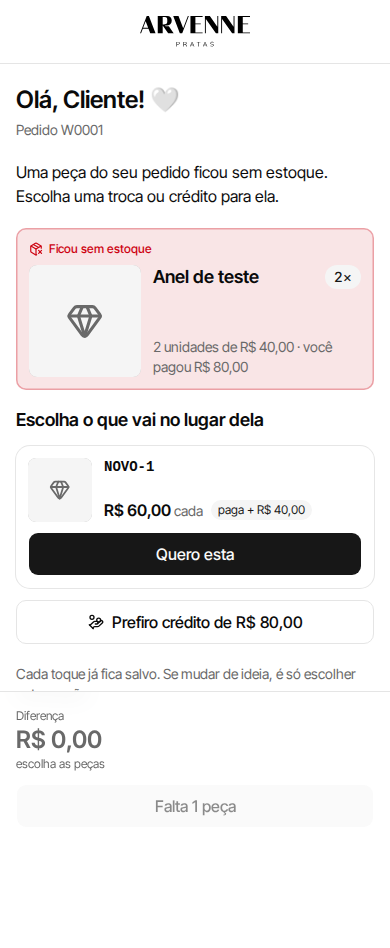 ARVENNE
PRATAS
Olá, Cliente! 🤍
Pedido W0001
Uma peça do seu pedido ficou sem estoque.
Escolha uma troca ou crédito para ela.
Ficou sem estoque
Anel de teste
2×
2 unidades de R$ 40,00 · você
pagou R$ 80,00
Escolha o que vai no lugar dela
NOVO-1
R$ 60,00 cada
paga + R$ 40,00
Quero esta
Prefiro crédito de R$ 80,00
Cada toque já fica salvo. Se mudar de ideia, é só escolher
Diferença
R$ 0,00
escolha as peças
Falta 1 peça